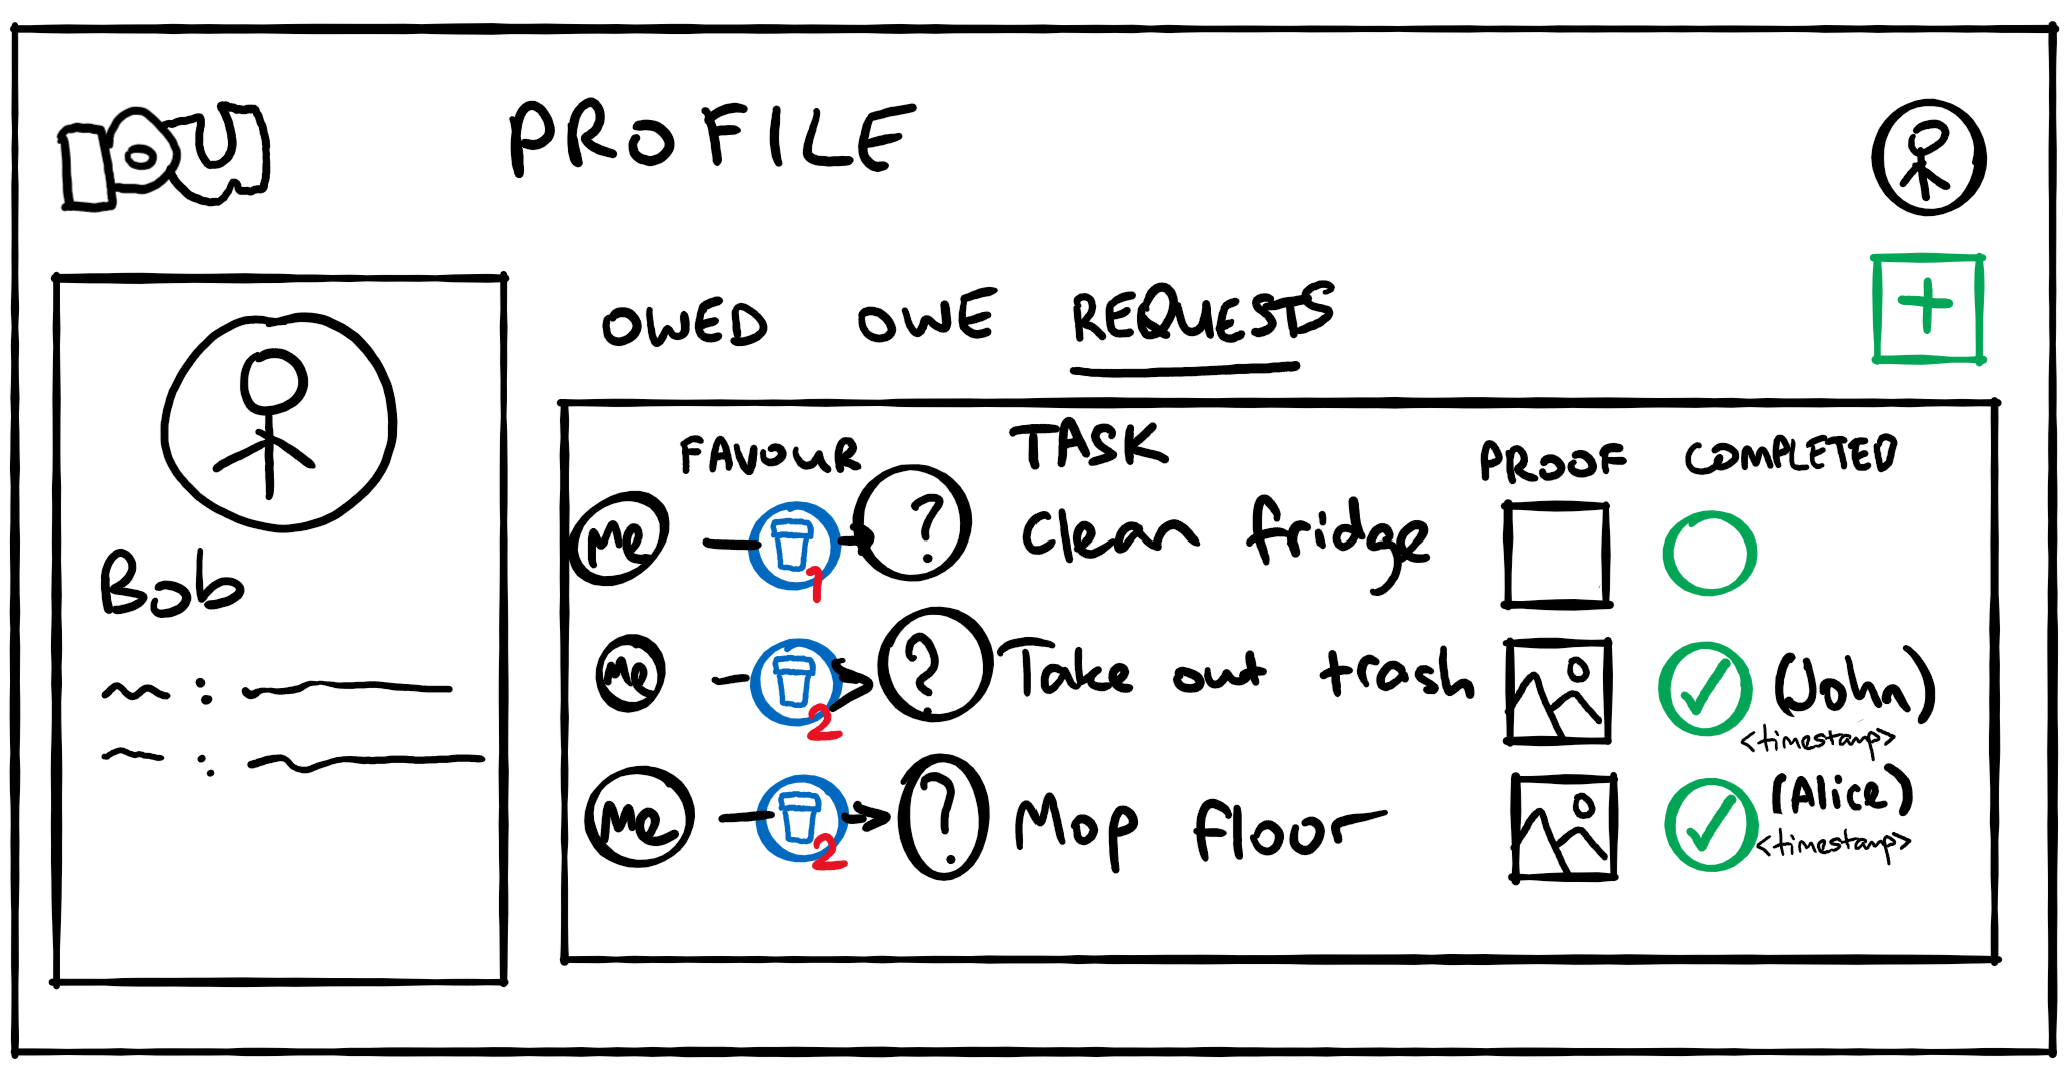 IOU PROFILE
OWED OWE REQUESTS
+
FAVOUR TASK PROOF COMPLETED
Me 1 ? Clean fridge
Bob
Me 2 ? Take out trash (John)
<timestamp>
Me 2 ? Mop floor (Alice)
<timestamp>